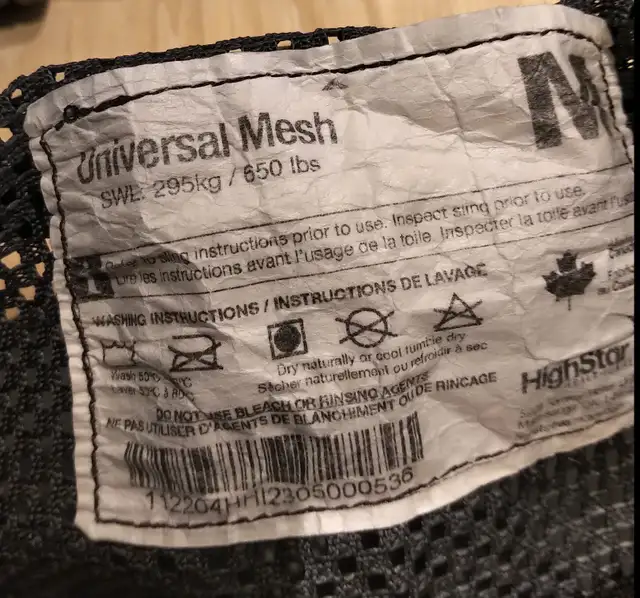 Universal Mesh
M
SWL: 295kg / 650 lbs
to sling instructions prior to use. Inspect sling prior to use.
Lire les instructions avant l'usage de la toile. Inspecter la toile avant l'us
WASHING INSTRUCTIONS / INSTRUCTIONS DE LAVAGE
Dry naturally or cool tumble dry
Sécher naturellement ou refroidir à sec
DO NOT USE BLEACH OR RINSING AGENTS
NE PAS UTILISER D'AGENTS DE BLANCHIMENT OU DE RINCAGE
HighStar